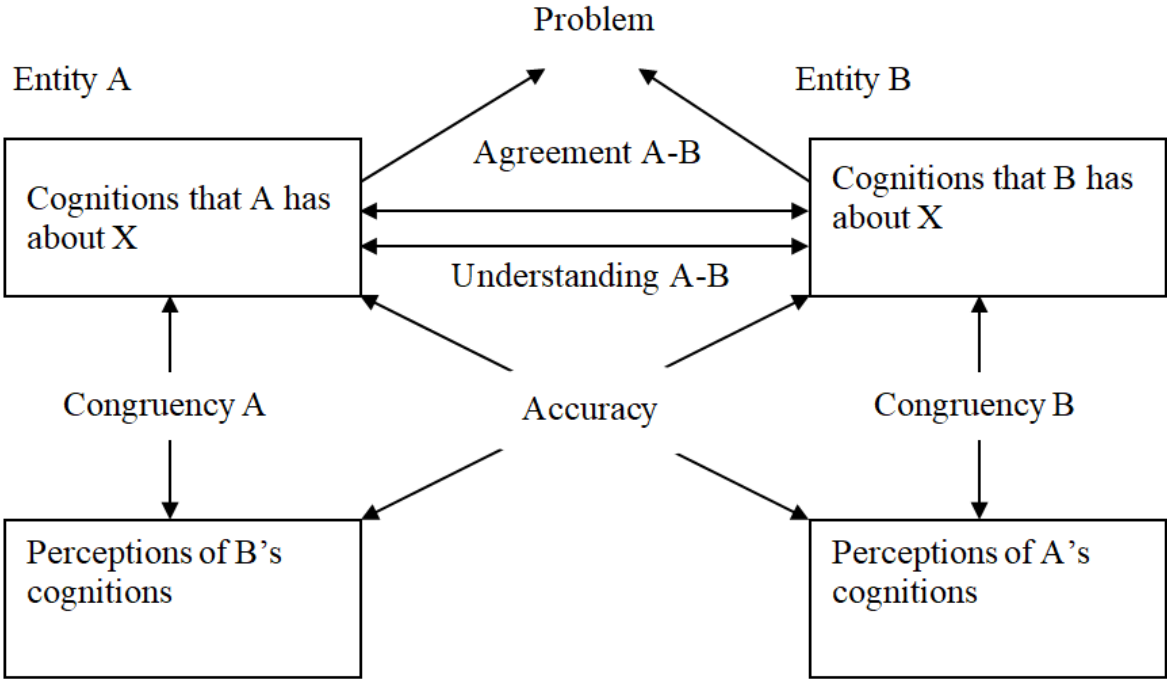 Problem
Entity A
Entity B
Agreement A-B
Cognitions that A has
about X
Cognitions that B has
about X
Understanding A-B
Congruency A
Accuracy
Congruency B
Perceptions of B’s
cognitions
Perceptions of A’s
cognitions